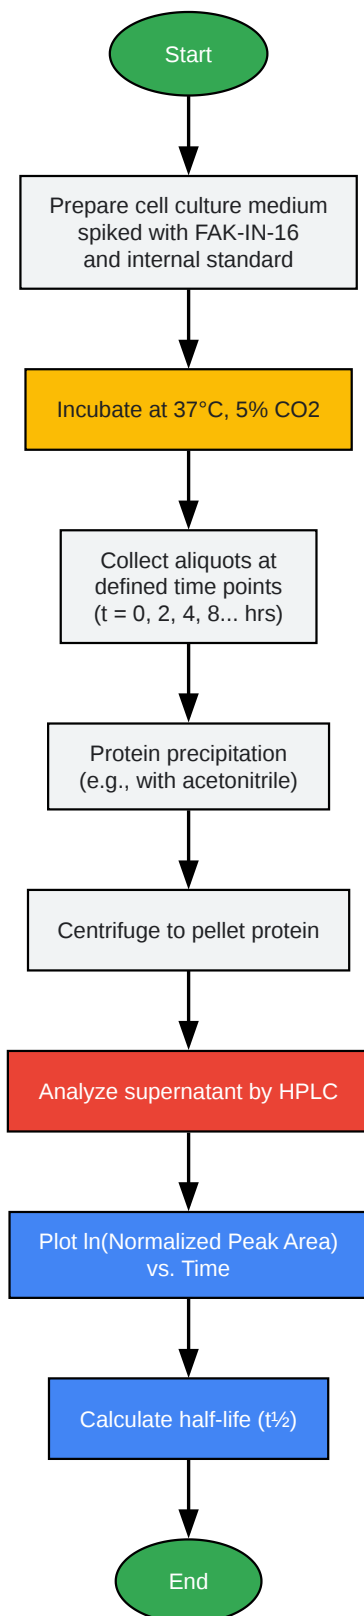 Start
Prepare cell culture medium
spiked with FAK-IN-16
and internal standard
Incubate at 37°C, 5% CO2
Collect aliquots at
defined time points
(t = 0, 2, 4, 8... hrs)
Protein precipitation
(e.g., with acetonitrile)
Centrifuge to pellet protein
Analyze supernatant by HPLC
Plot ln(Normalized Peak Area)
vs. Time
Calculate half-life (t½)
End